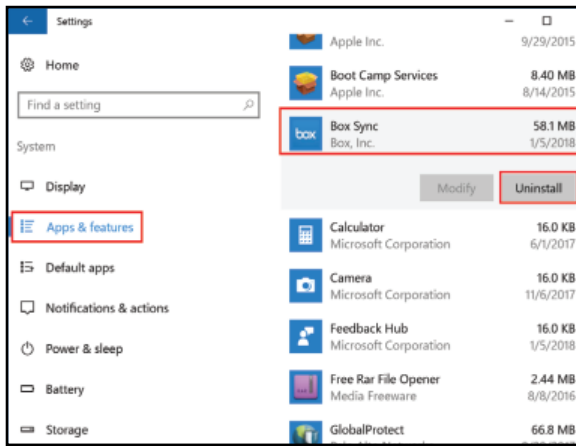 Settings
Home
Find a setting
System
Display
Apps & features
Default apps
Notifications & actions
Power & sleep
Battery
Storage
Apple Inc. 9/29/2015
Boot Camp Services 8.40 MB
Apple Inc. 8/14/2015
box
Box Sync 58.1 MB
Box, Inc. 1/5/2018
Modify Uninstall
Calculator 16.0 KB
Microsoft Corporation 6/1/2017
Camera 16.0 KB
Microsoft Corporation 11/6/2017
Feedback Hub 16.0 KB
Microsoft Corporation 1/5/2018
Free Rar File Opener 2.44 MB
Media Freeware 8/8/2016
GlobalProtect 66.8 MB